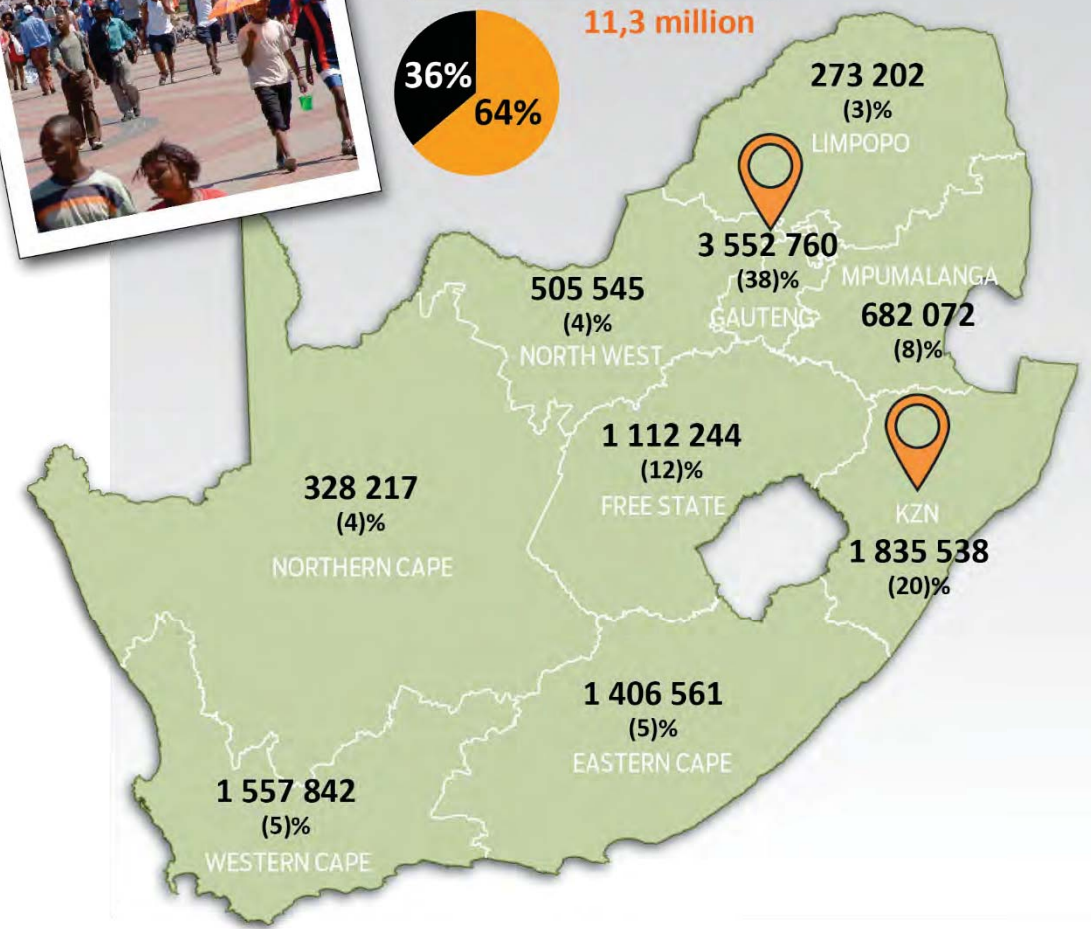 11,3 million
36%
64%
273 202
(3)%
LIMPOPO
3 552 760
(38)%
GAUTENG
MPUMALANGA
682 072
(8)%
505 545
(4)%
NORTH WEST
1 112 244
(12)%
FREE STATE
KZN
1 835 538
(20)%
328 217
(4)%
NORTHERN CAPE
1 406 561
(5)%
EASTERN CAPE
1 557 842
(5)%
WESTERN CAPE